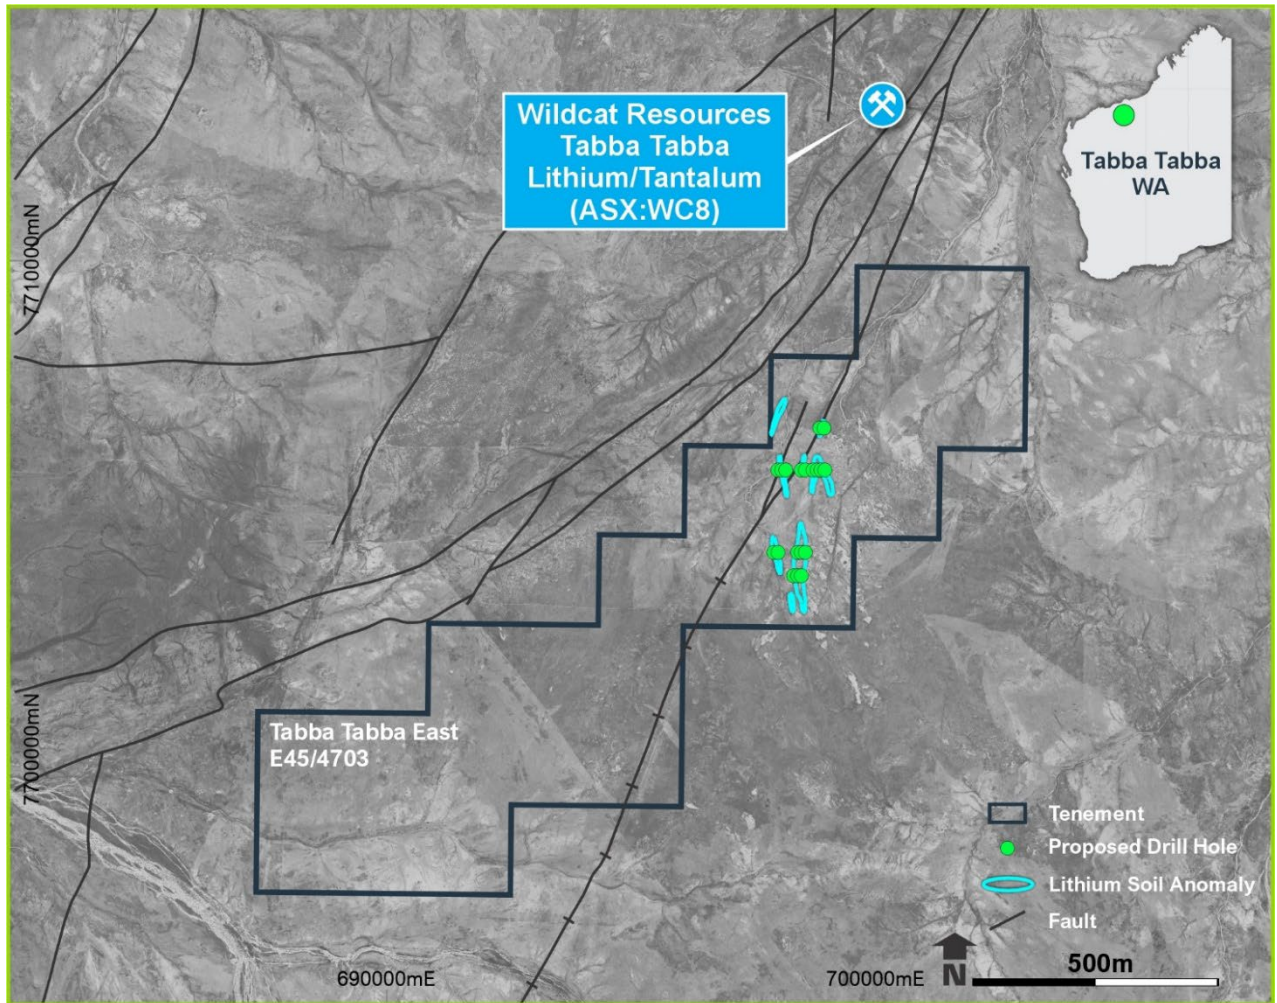 Wildcat Resources
Tabba Tabba
Lithium/Tantalum
(ASX:WC8)
Tabba Tabba
WA
7710000mN
Tabba Tabba East
E45/4703
7700000mN
Tenement
Proposed Drill Hole
Lithium Soil Anomaly
Fault
690000mE
700000mE
N
500m